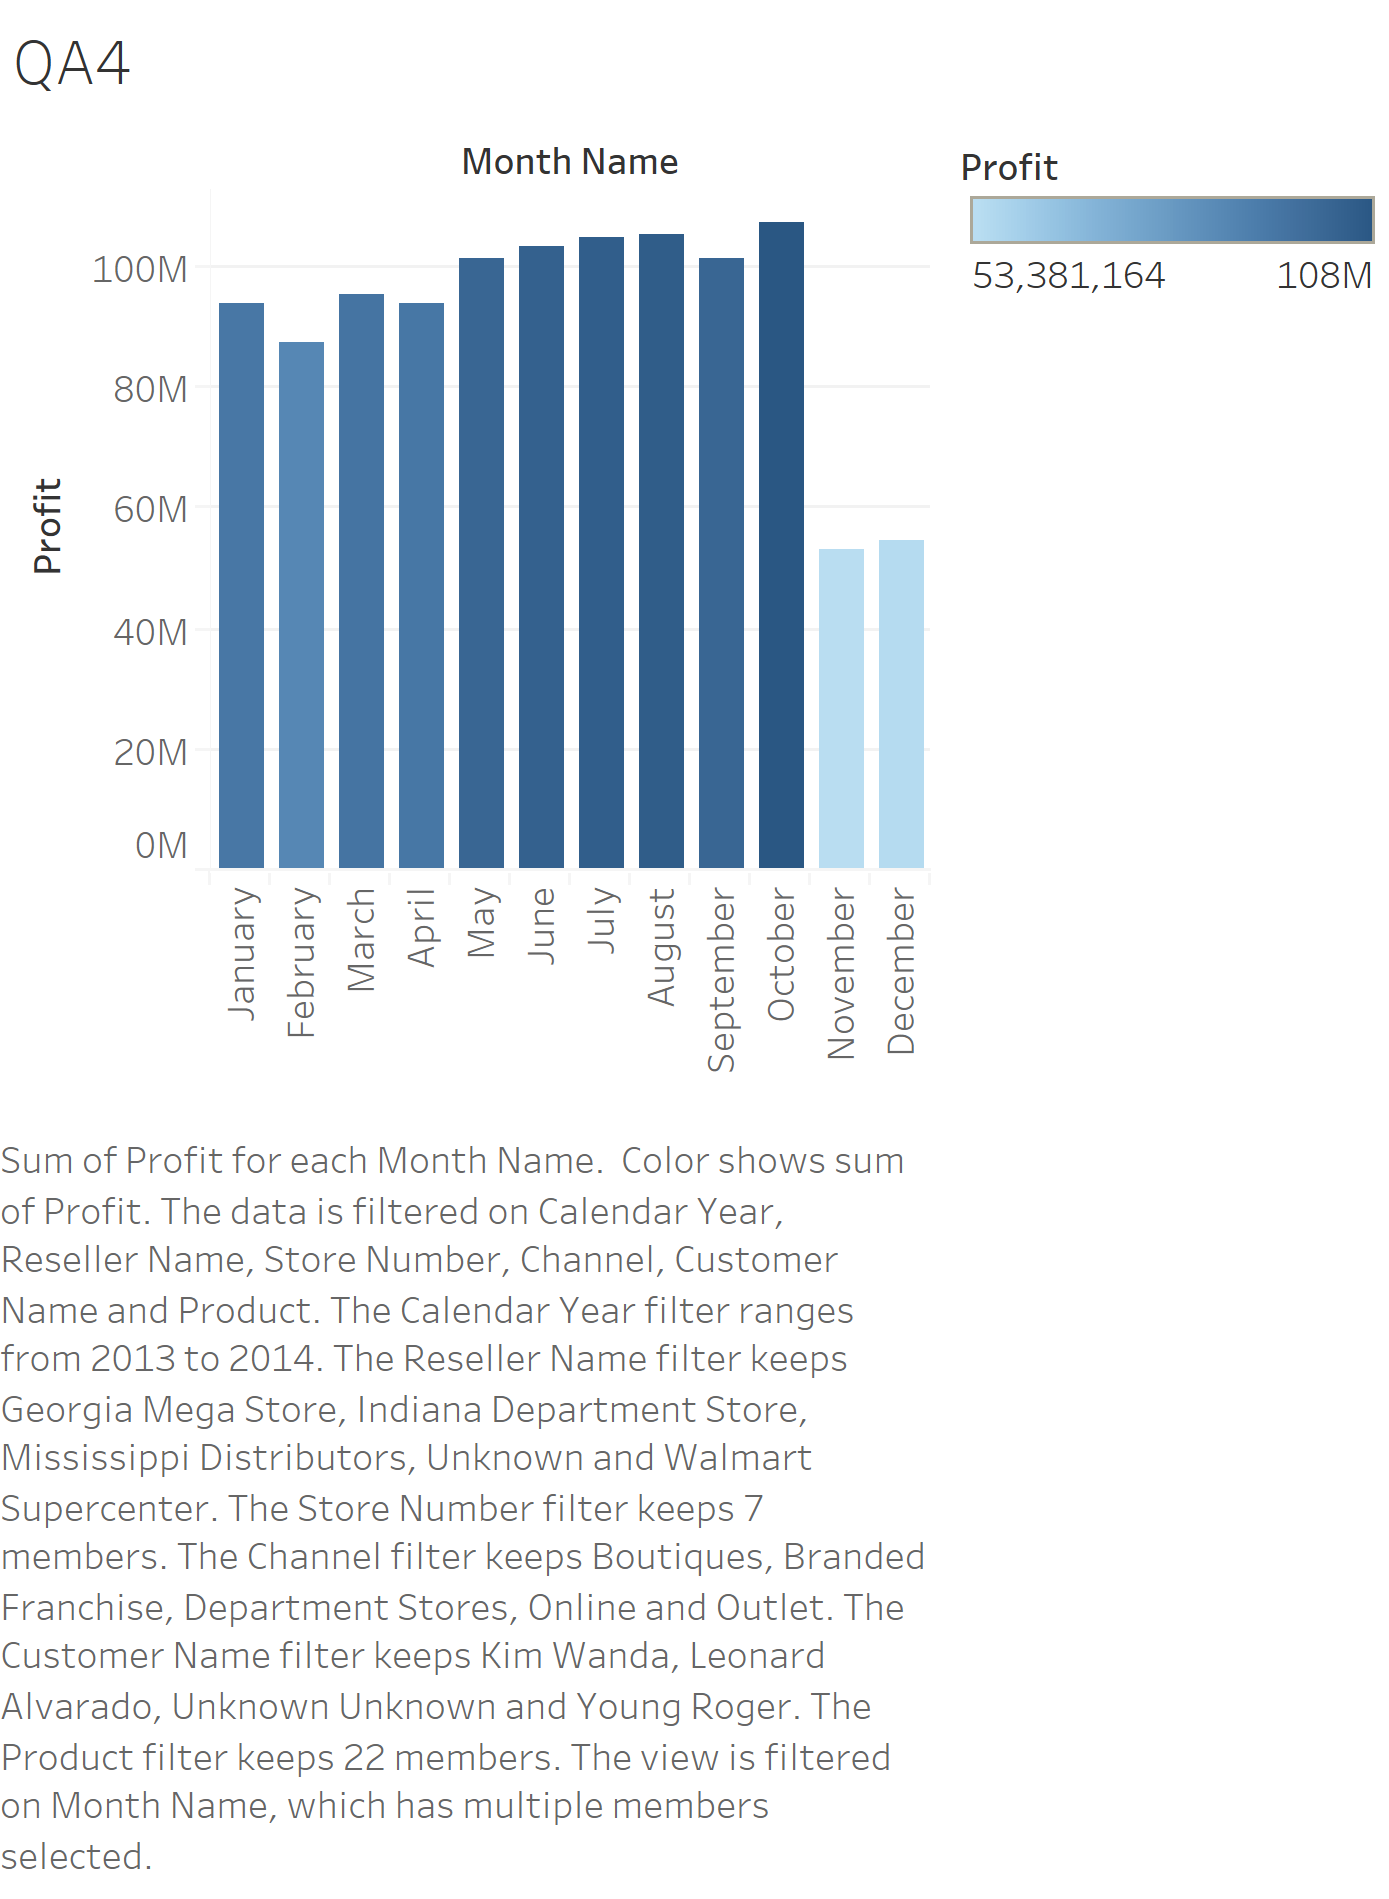 QA4
Month Name
Profit
53,381,164 108M
100M
80M
60M
40M
20M
0M
Profit
January
February
March
April
May
June
July
August
September
October
November
December
Sum of Profit for each Month Name.  Color shows sum
of Profit. The data is filtered on Calendar Year,
Reseller Name, Store Number, Channel, Customer
Name and Product. The Calendar Year filter ranges
from 2013 to 2014. The Reseller Name filter keeps
Georgia Mega Store, Indiana Department Store,
Mississippi Distributors, Unknown and Walmart
Supercenter. The Store Number filter keeps 7
members. The Channel filter keeps Boutiques, Branded
Franchise, Department Stores, Online and Outlet. The
Customer Name filter keeps Kim Wanda, Leonard
Alvarado, Unknown Unknown and Young Roger. The
Product filter keeps 22 members. The view is filtered
on Month Name, which has multiple members
selected.